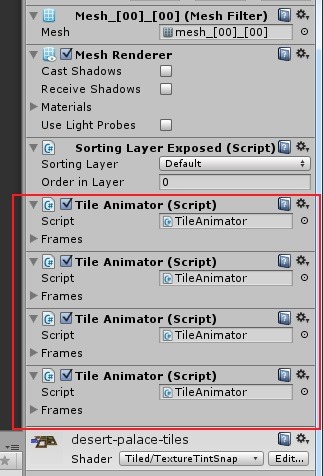 Mesh_[00]_[00] (Mesh Filter)
Mesh mesh_[00]_[00]
Mesh Renderer
Cast Shadows
Receive Shadows
Materials
Use Light Probes
Sorting Layer Exposed (Script)
Sorting Layer Default
Order in Layer 0
Tile Animator (Script)
Script TileAnimator
Frames
Tile Animator (Script)
Script TileAnimator
Frames
Tile Animator (Script)
Script TileAnimator
Frames
Tile Animator (Script)
Script TileAnimator
Frames
desert-palace-tiles
Shader Tiled/TextureTintSnap Edit...